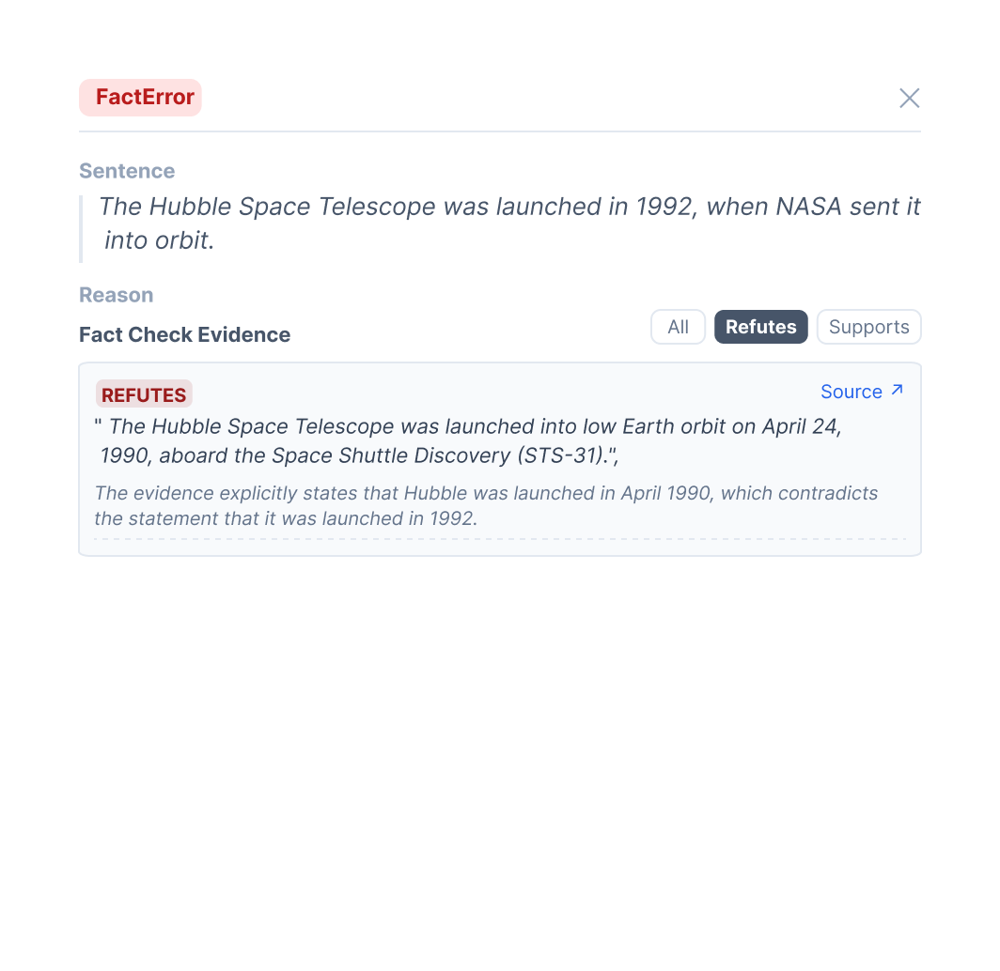 FactError
Sentence
The Hubble Space Telescope was launched in 1992, when NASA sent it
into orbit.
Reason
Fact Check Evidence
All Refutes Supports
REFUTES
Source ↗
" The Hubble Space Telescope was launched into low Earth orbit on April 24,
1990, aboard the Space Shuttle Discovery (STS-31).",
The evidence explicitly states that Hubble was launched in April 1990, which contradicts
the statement that it was launched in 1992.